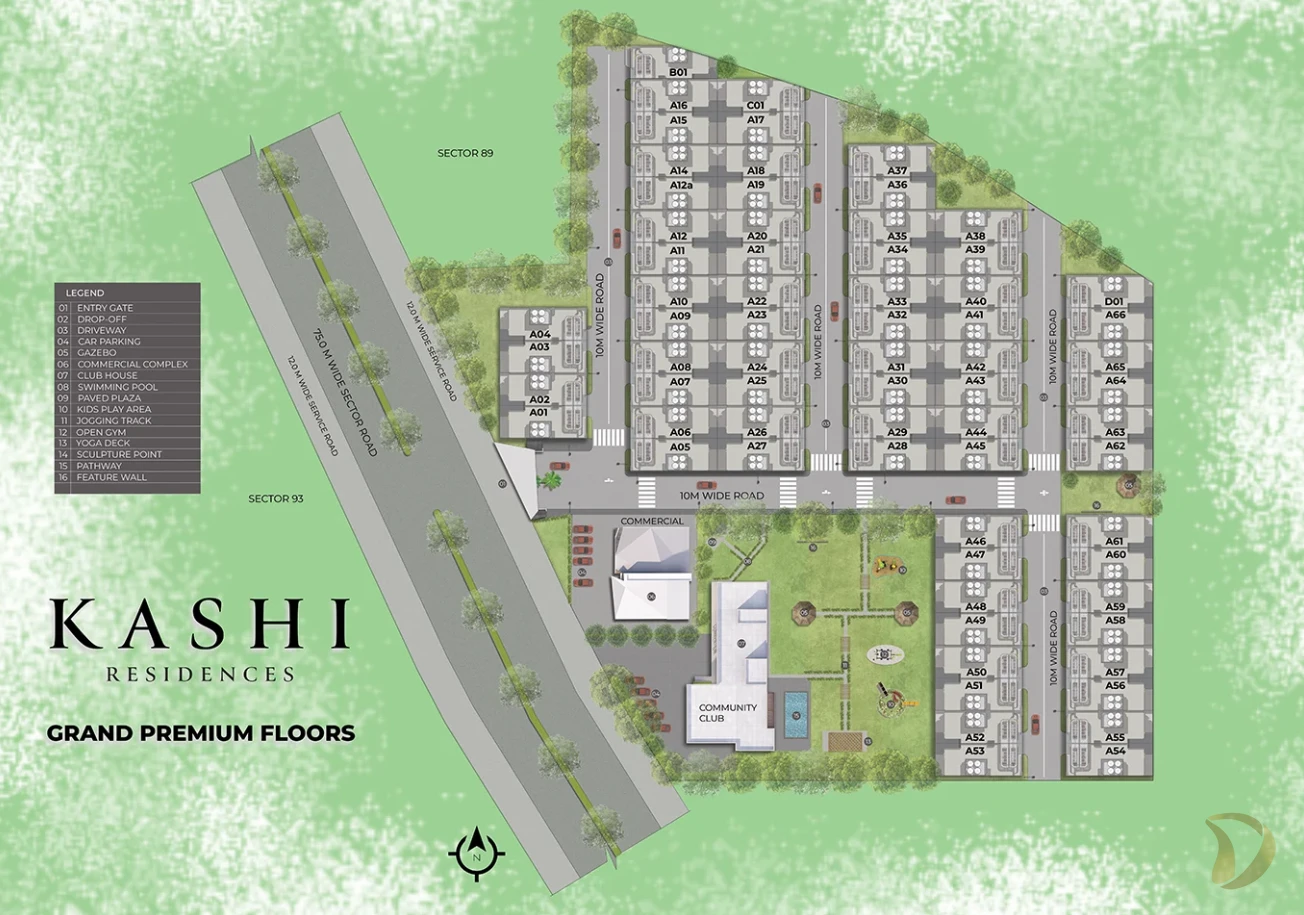 SECTOR 89
SECTOR 93
LEGEND
01 ENTRY GATE
02 DROP-OFF
03 DRIVEWAY
04 CAR PARKING
05 GAZEBO
06 COMMERCIAL COMPLEX
07 CLUB HOUSE
08 SWIMMING POOL
09 PAVED PLAZA
10 KIDS PLAY AREA
11 JOGGING TRACK
12 OPEN GYM
13 YOGA DECK
14 SCULPTURE POINT
15 PATHWAY
16 FEATURE WALL
12.0 M WIDE SERVICE ROAD
75.0 M WIDE SECTOR ROAD
12.0 M WIDE SERVICE ROAD
KASHI
RESIDENCES
GRAND PREMIUM FLOORS
N
A04
A03
A02
A01
10M WIDE ROAD
B01
A16
A15
A14
A12a
A12
A11
A10
A09
A08
A07
A06
A05
C01
A17
A18
A19
A20
A21
A22
A23
A24
A25
A26
A27
10M WIDE ROAD
A37
A36
A35
A34
A33
A32
A31
A30
A29
A28
A38
A39
A40
A41
A42
A43
A44
A45
10M WIDE ROAD
D01
A66
A65
A64
A63
A62
10M WIDE ROAD
COMMERCIAL
COMMUNITY
CLUB
A46
A47
A48
A49
A50
A51
A52
A53
10M WIDE ROAD
A61
A60
A59
A58
A57
A56
A55
A54